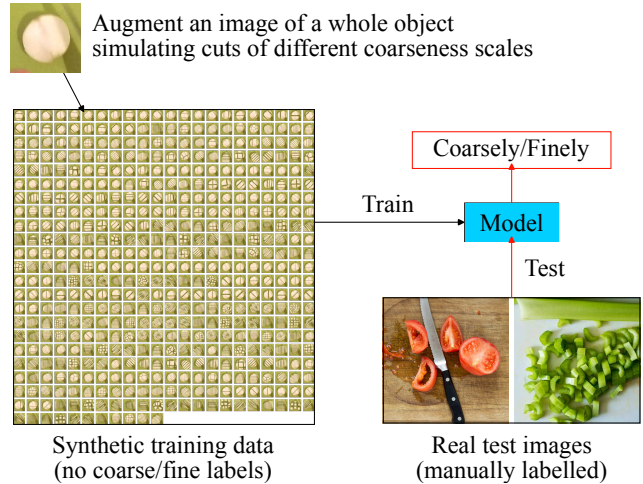 Augment an image of a whole object
simulating cuts of different coarseness scales
Coarsely/Finely
Train
Model
Test
Synthetic training data
(no coarse/fine labels)
Real test images
(manually labelled)